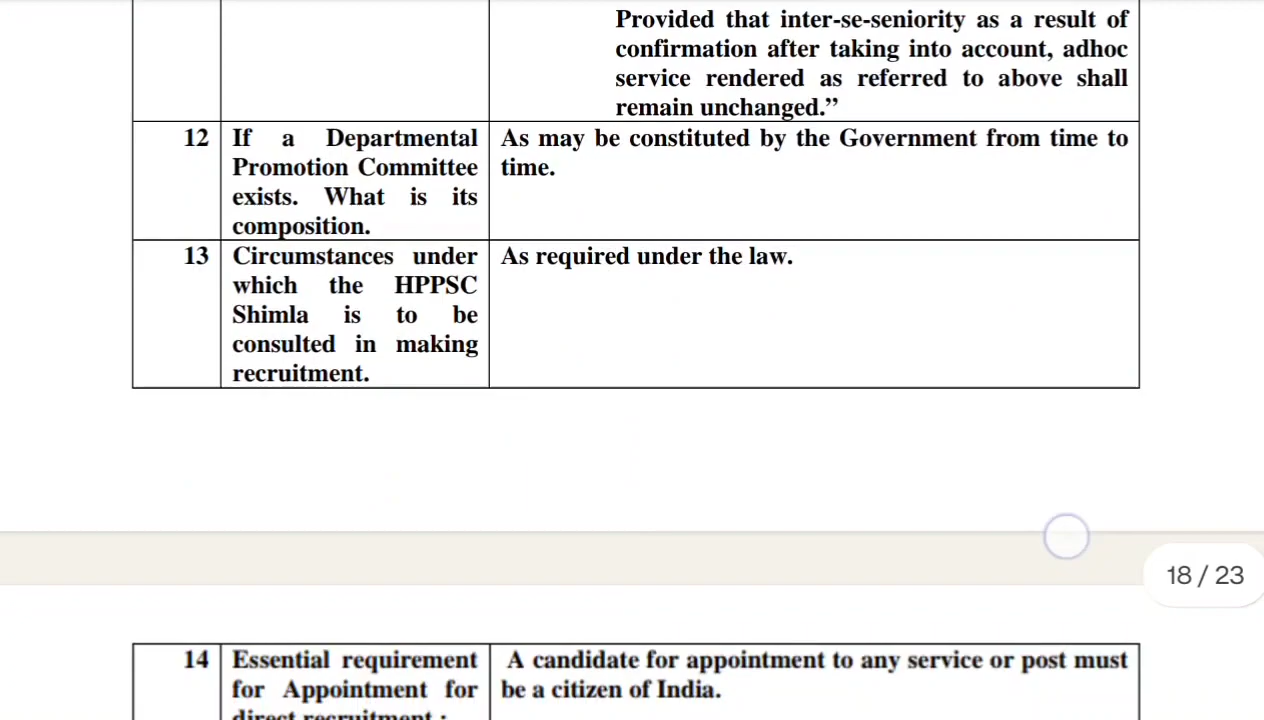 Provided that inter-se-seniority as a result of
confirmation after taking into account, adhoc
service rendered as referred to above shall
remain unchanged.”
12 If a Departmental As may be constituted by the Government from time to
Promotion Committee time.
exists. What is its
composition.
13 Circumstances under As required under the law.
which the HPPSC
Shimla is to be
consulted in making
recruitment.
18 / 23
14 Essential requirement A candidate for appointment to any service or post must
for Appointment for be a citizen of India.
direct recruitment :